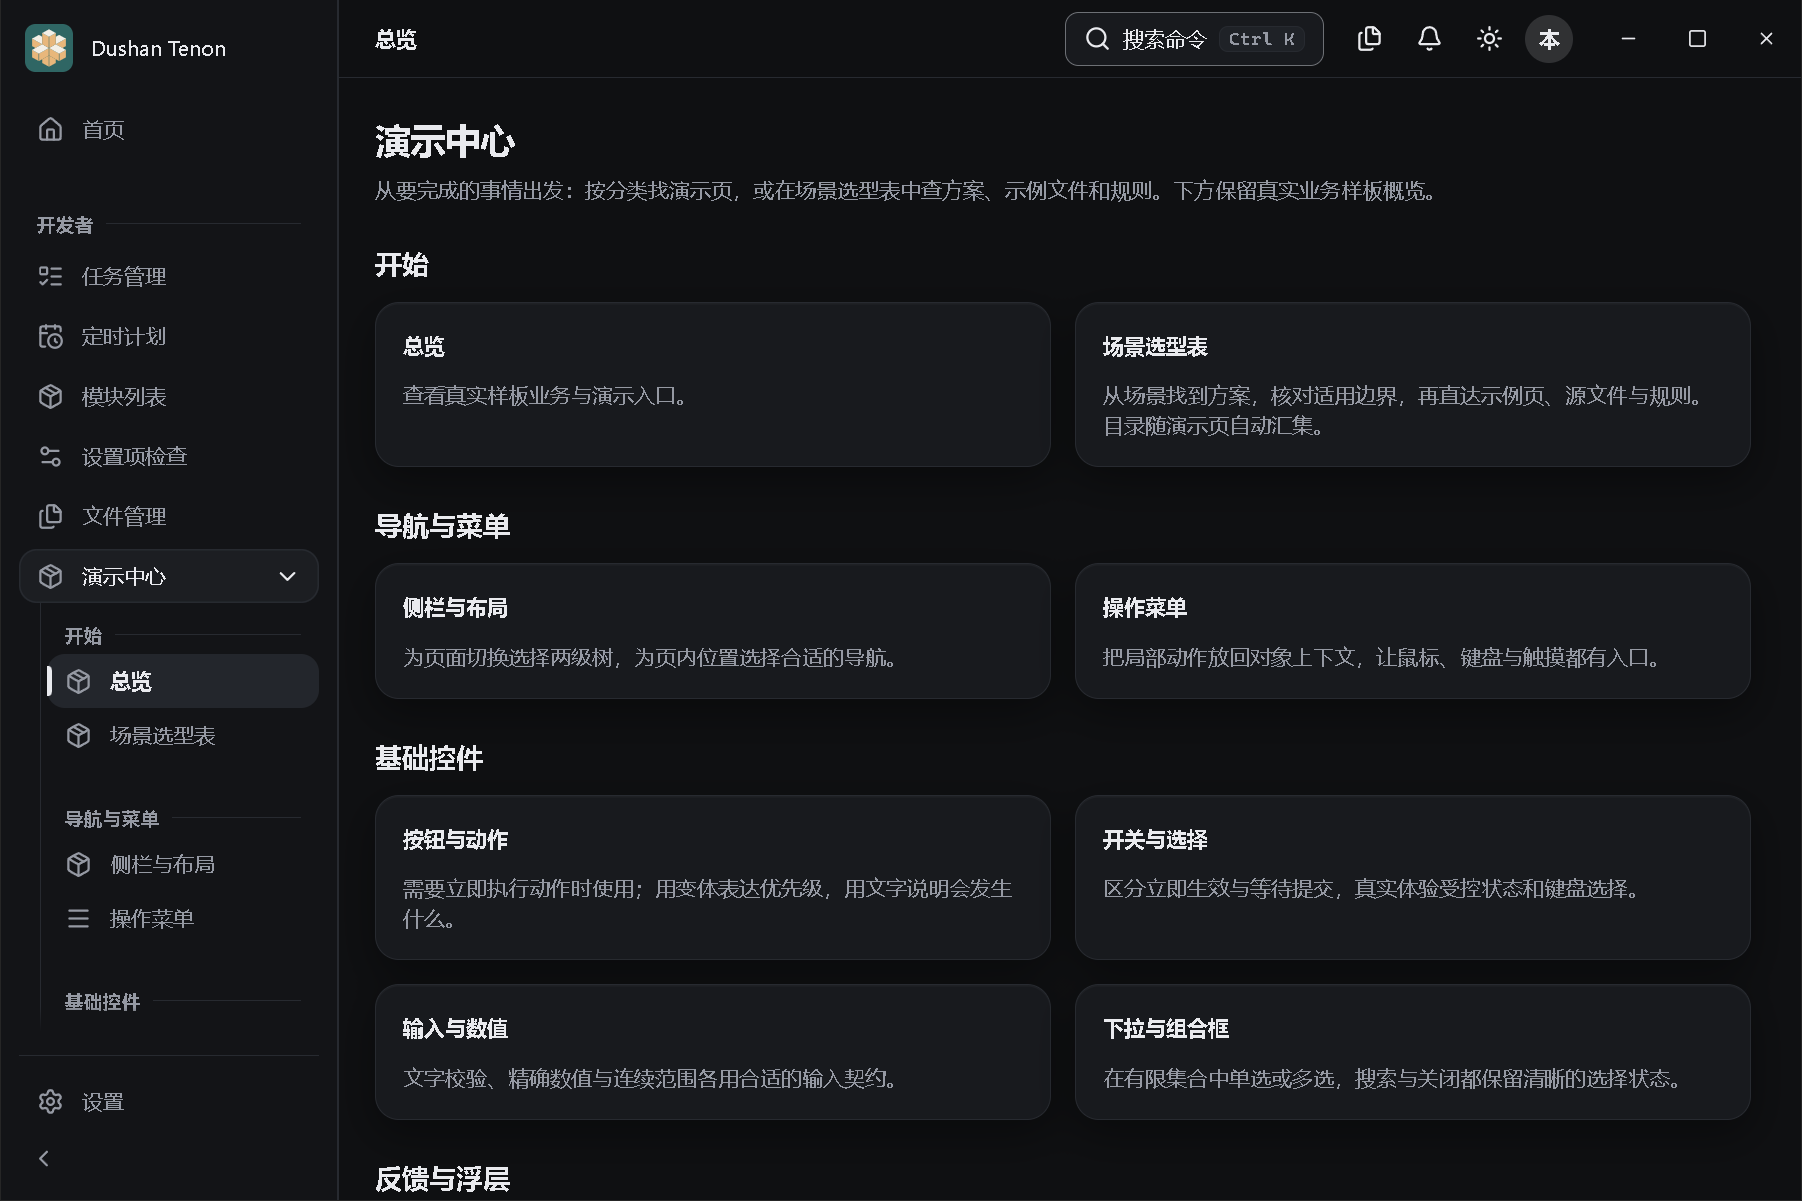 Dushan Tenon
首页
开发者
任务管理
定时计划
模块列表
设置项检查
文件管理
演示中心
开始
总览
场景选型表
导航与菜单
侧栏与布局
操作菜单
基础控件
设置
总览
搜索命令 Ctrl K
本
演示中心
从要完成的事情出发：按分类找演示页，或在场景选型表中查方案、示例文件和规则。下方保留真实业务样板概览。
开始
总览
查看真实样板业务与演示入口。
场景选型表
从场景找到方案，核对适用边界，再直达示例页、源文件与规则。
目录随演示页自动汇集。
导航与菜单
侧栏与布局
为页面切换选择两级树，为页内位置选择合适的导航。
操作菜单
把局部动作放回对象上下文，让鼠标、键盘与触摸都有入口。
基础控件
按钮与动作
需要立即执行动作时使用；用变体表达优先级，用文字说明会发生
什么。
开关与选择
区分立即生效与等待提交，真实体验受控状态和键盘选择。
输入与数值
文字校验、精确数值与连续范围各用合适的输入契约。
下拉与组合框
在有限集合中单选或多选，搜索与关闭都保留清晰的选择状态。
反馈与浮层